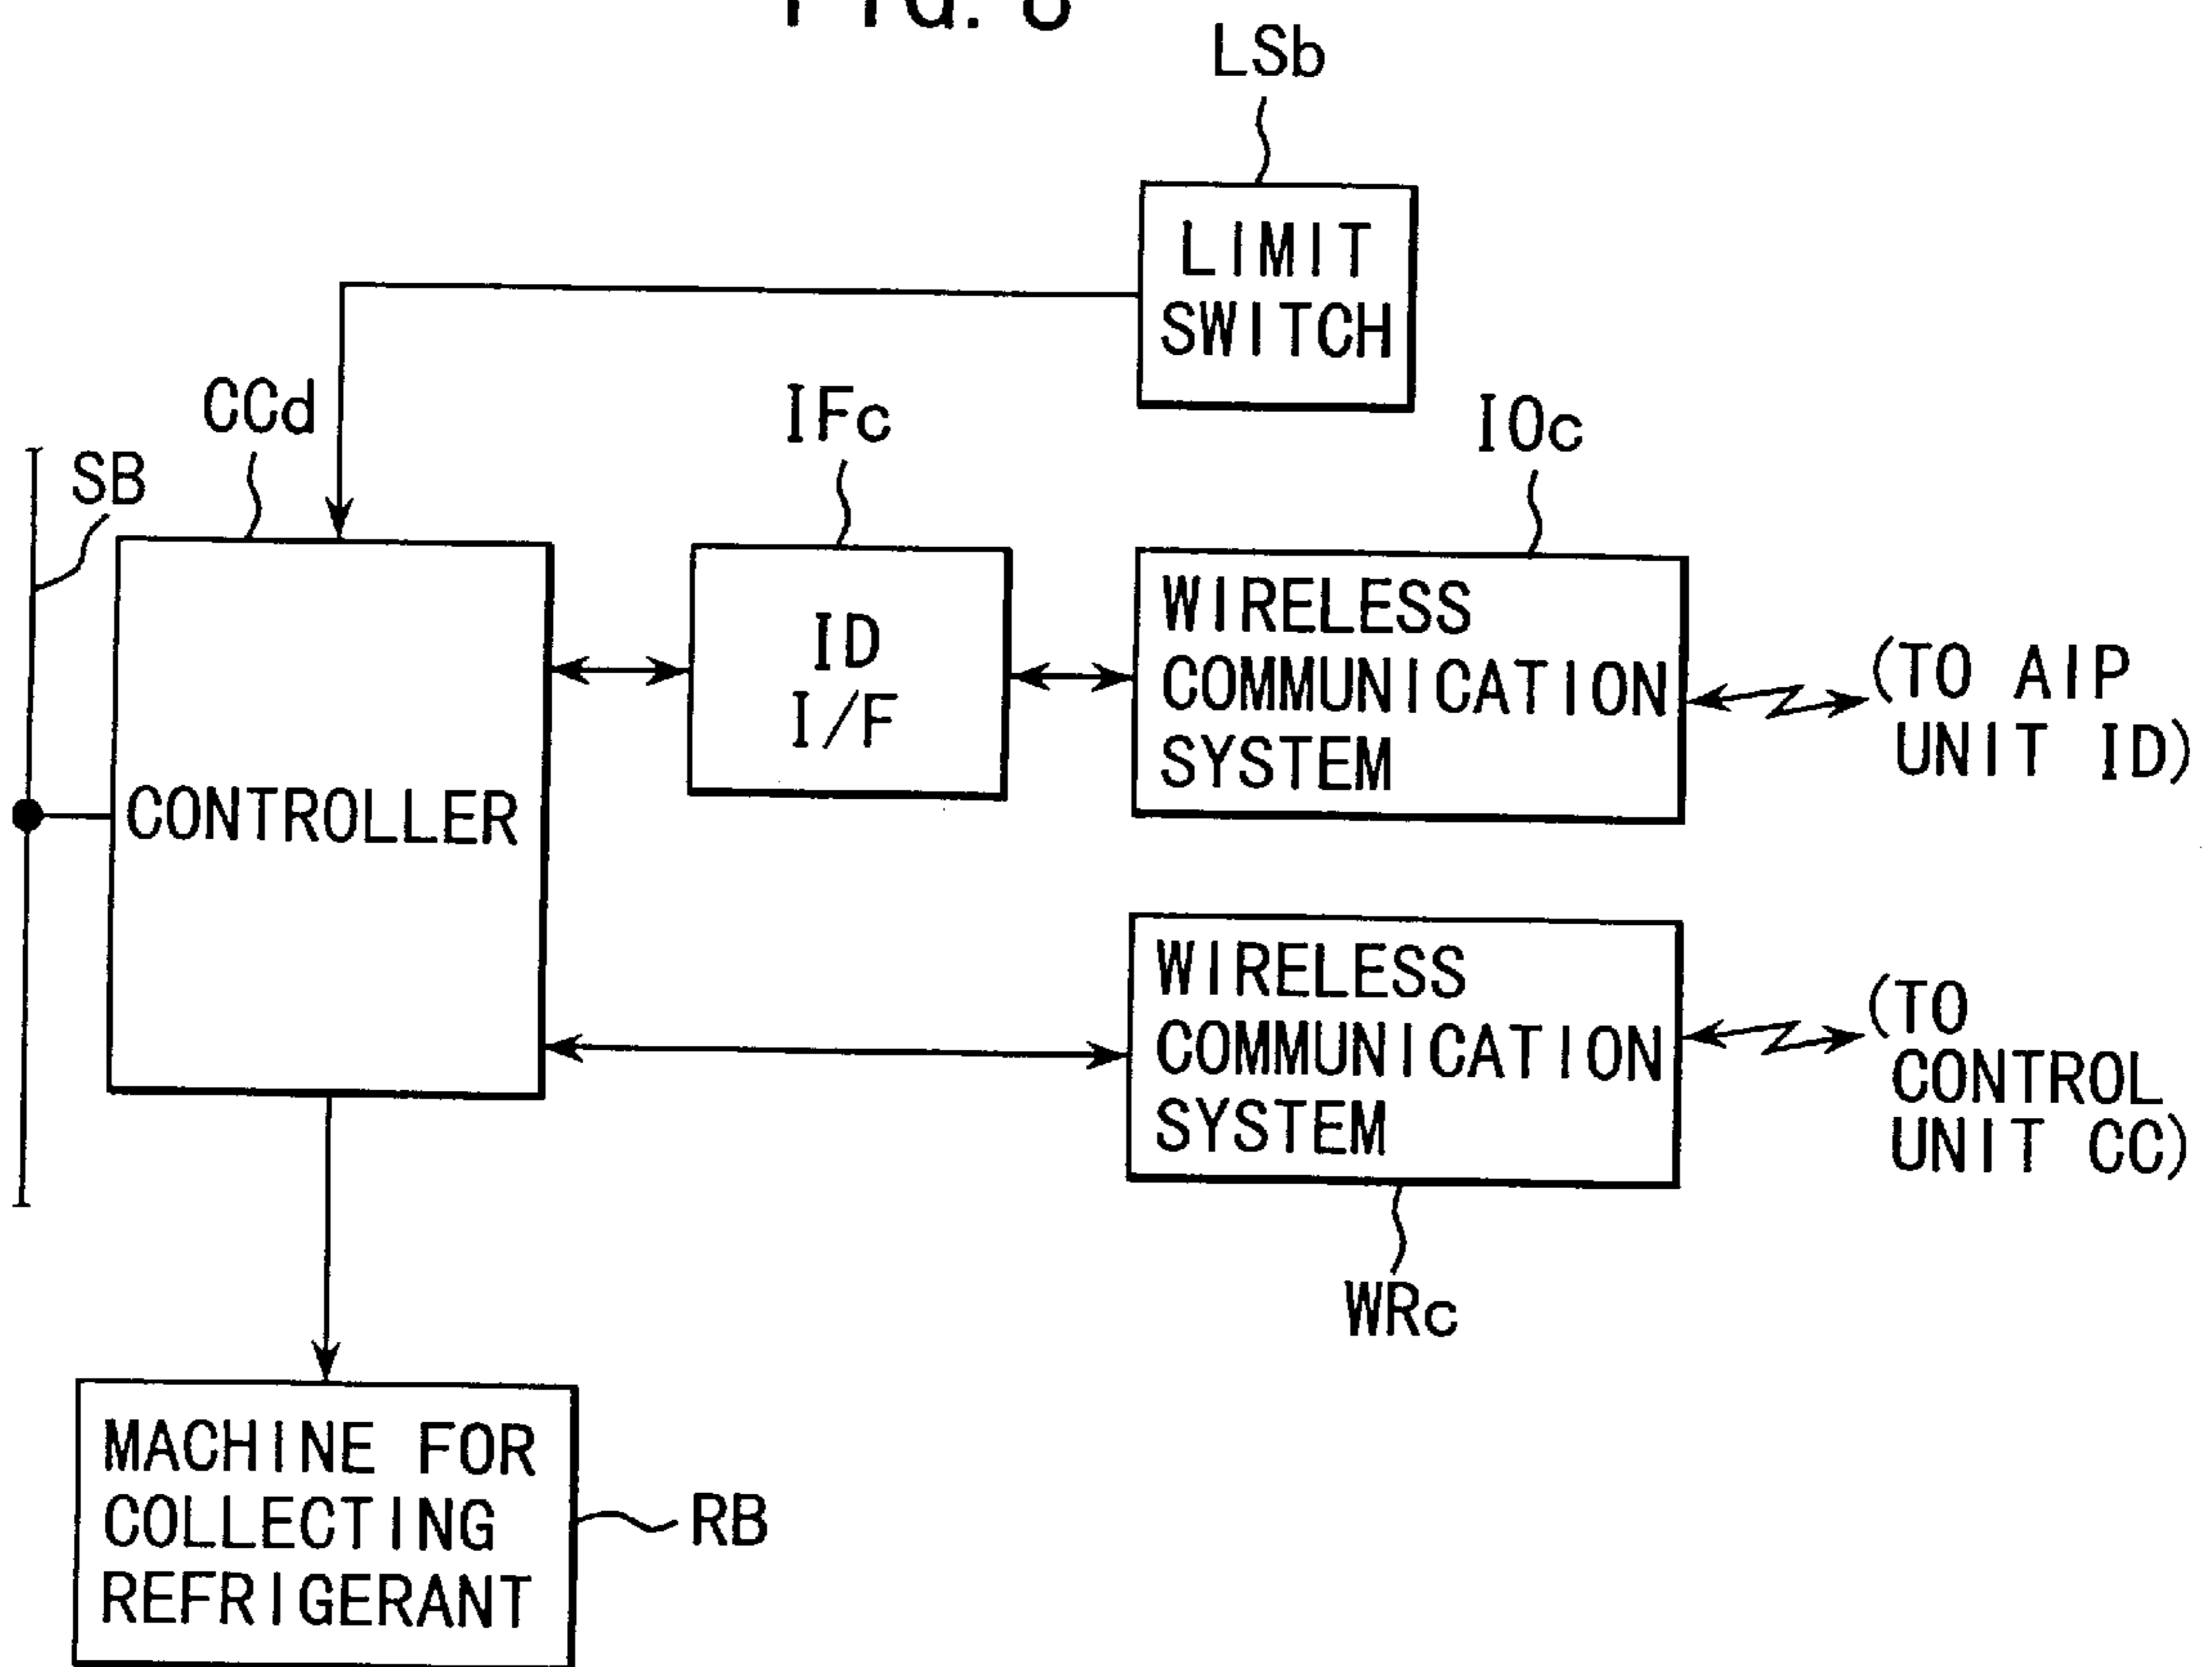 LSb
LIMIT
SWITCH
CCd
IFc
IOc
SB
CONTROLLER
ID
I/F
WIRELESS
COMMUNICATION
SYSTEM
(TO AIP
UNIT ID)
WIRELESS
COMMUNICATION
SYSTEM
(TO
CONTROL
UNIT CC)
WRc
MACHINE FOR
COLLECTING
REFRIGERANT
RB